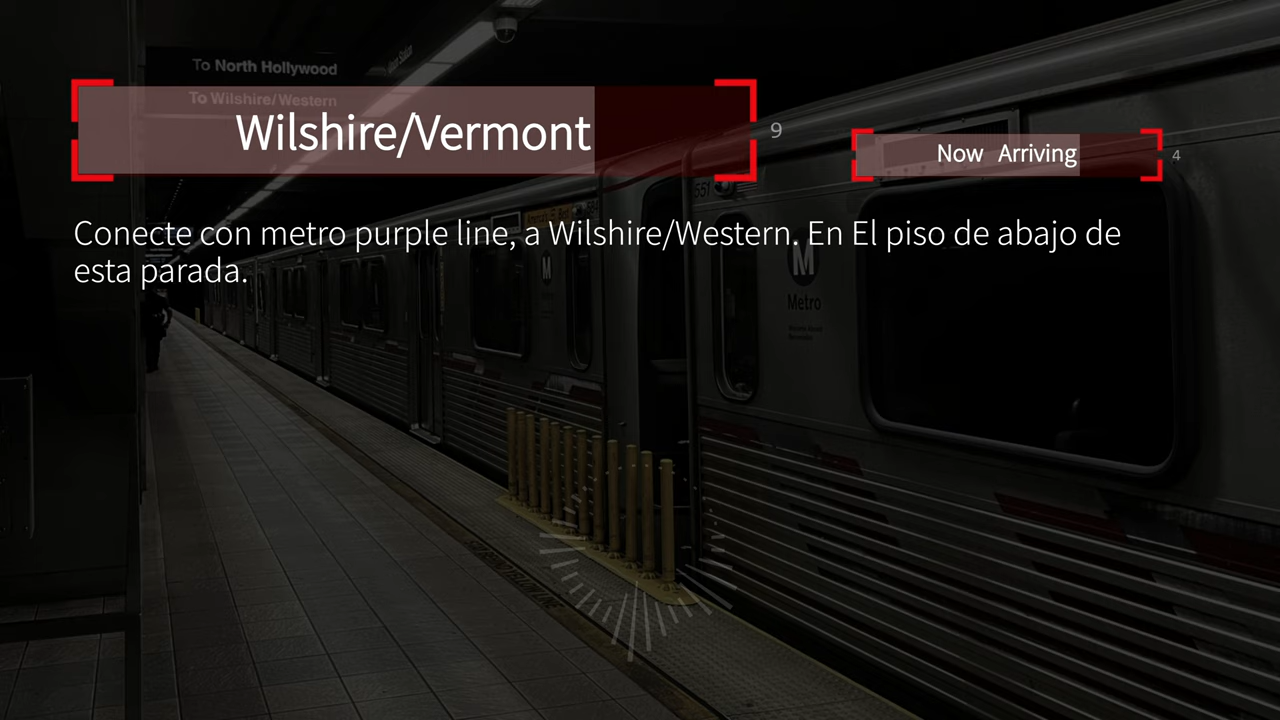 To North Hollywood
To Wilshire/Western
Wilshire/Vermont
9
Now Arriving
4
Conecte con metro purple line, a Wilshire/Western. En El piso de abajo de
esta parada.
551
M
Metro
M